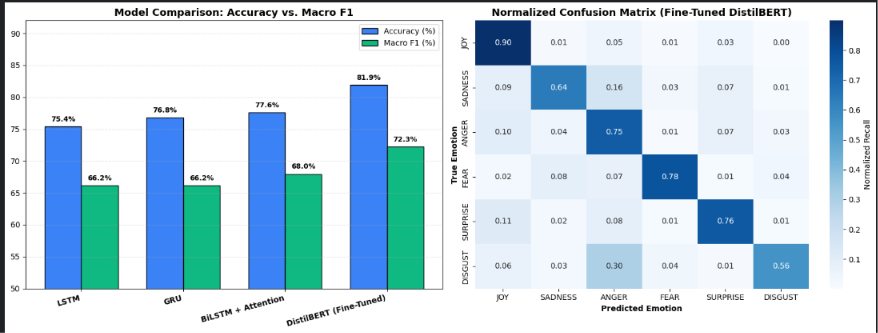 Model Comparison: Accuracy vs. Macro F1
Accuracy (%)
Macro F1 (%)
90
85
80
75
70
65
60
55
50
75.4%
66.2%
76.8%
66.2%
77.6%
68.0%
81.9%
72.3%
LSTM
GRU
BiLSTM + Attention
DistilBERT (Fine-Tuned)
Normalized Confusion Matrix (Fine-Tuned DistilBERT)
True Emotion
JOY 0.90 0.01 0.05 0.01 0.03 0.00
SADNESS 0.09 0.64 0.16 0.03 0.07 0.01
ANGER 0.10 0.04 0.75 0.01 0.07 0.03
FEAR 0.02 0.08 0.07 0.78 0.01 0.04
SURPRISE 0.11 0.02 0.08 0.01 0.76 0.01
DISGUST 0.06 0.03 0.30 0.04 0.01 0.56
JOY SADNESS ANGER FEAR SURPRISE DISGUST
Predicted Emotion
0.8
0.7
0.6
0.5
0.4
0.3
0.2
0.1
Normalized Recall